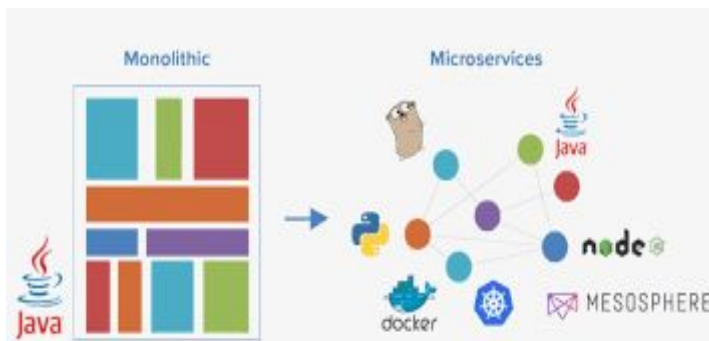 Monolithic
Microservices
Java
Java
node
docker
MESOSPHERE